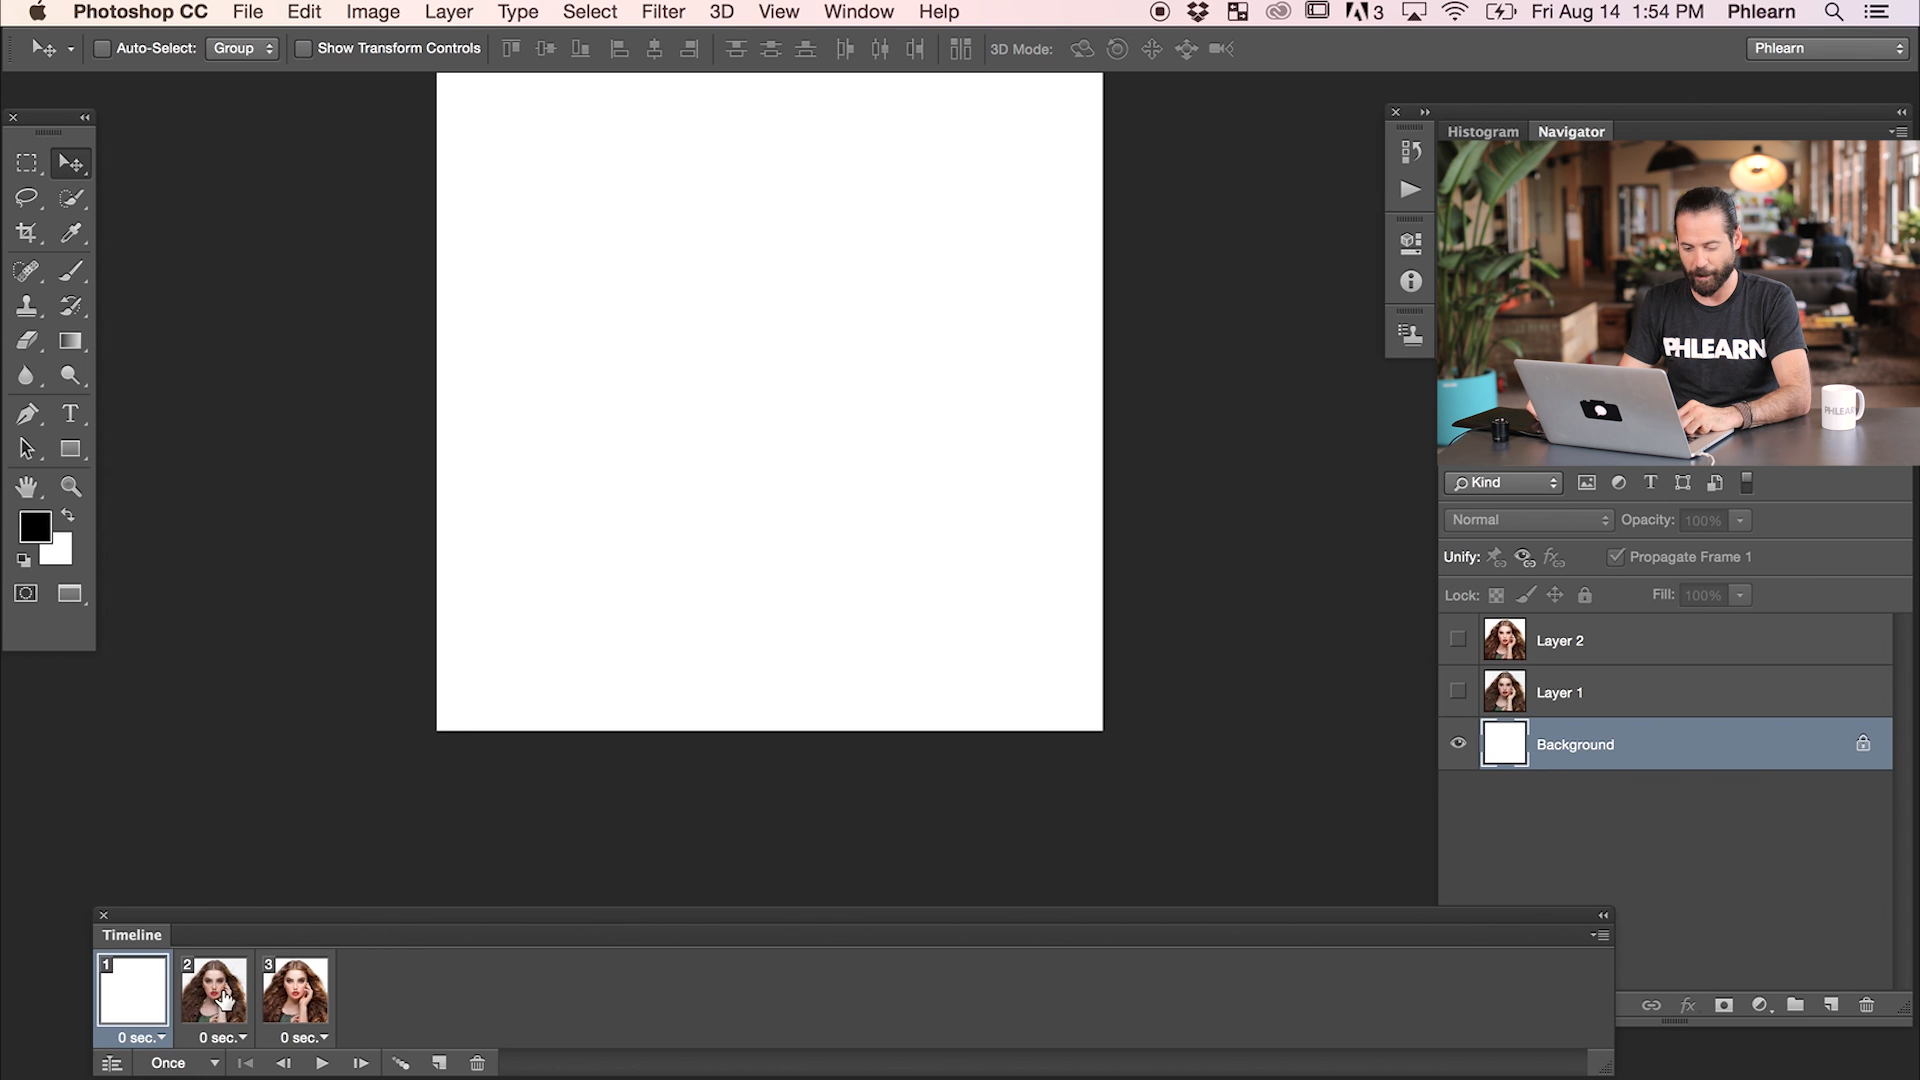 Photoshop CC File Edit Image Layer Type Select Filter 3D View Window Help 3 Fri Aug 14 1:54 PM Phlearn
Auto-Select: Group Show Transform Controls 3D Mode: Phlearn
Histogram Navigator
PHLEARN
PHLEARN
Kind
Normal Opacity: 100%
Unify: Propagate Frame 1
Lock: Fill: 100%
Layer 2
Layer 1
Background
Timeline
1 2 3
0 sec. 0 sec. 0 sec.
Once